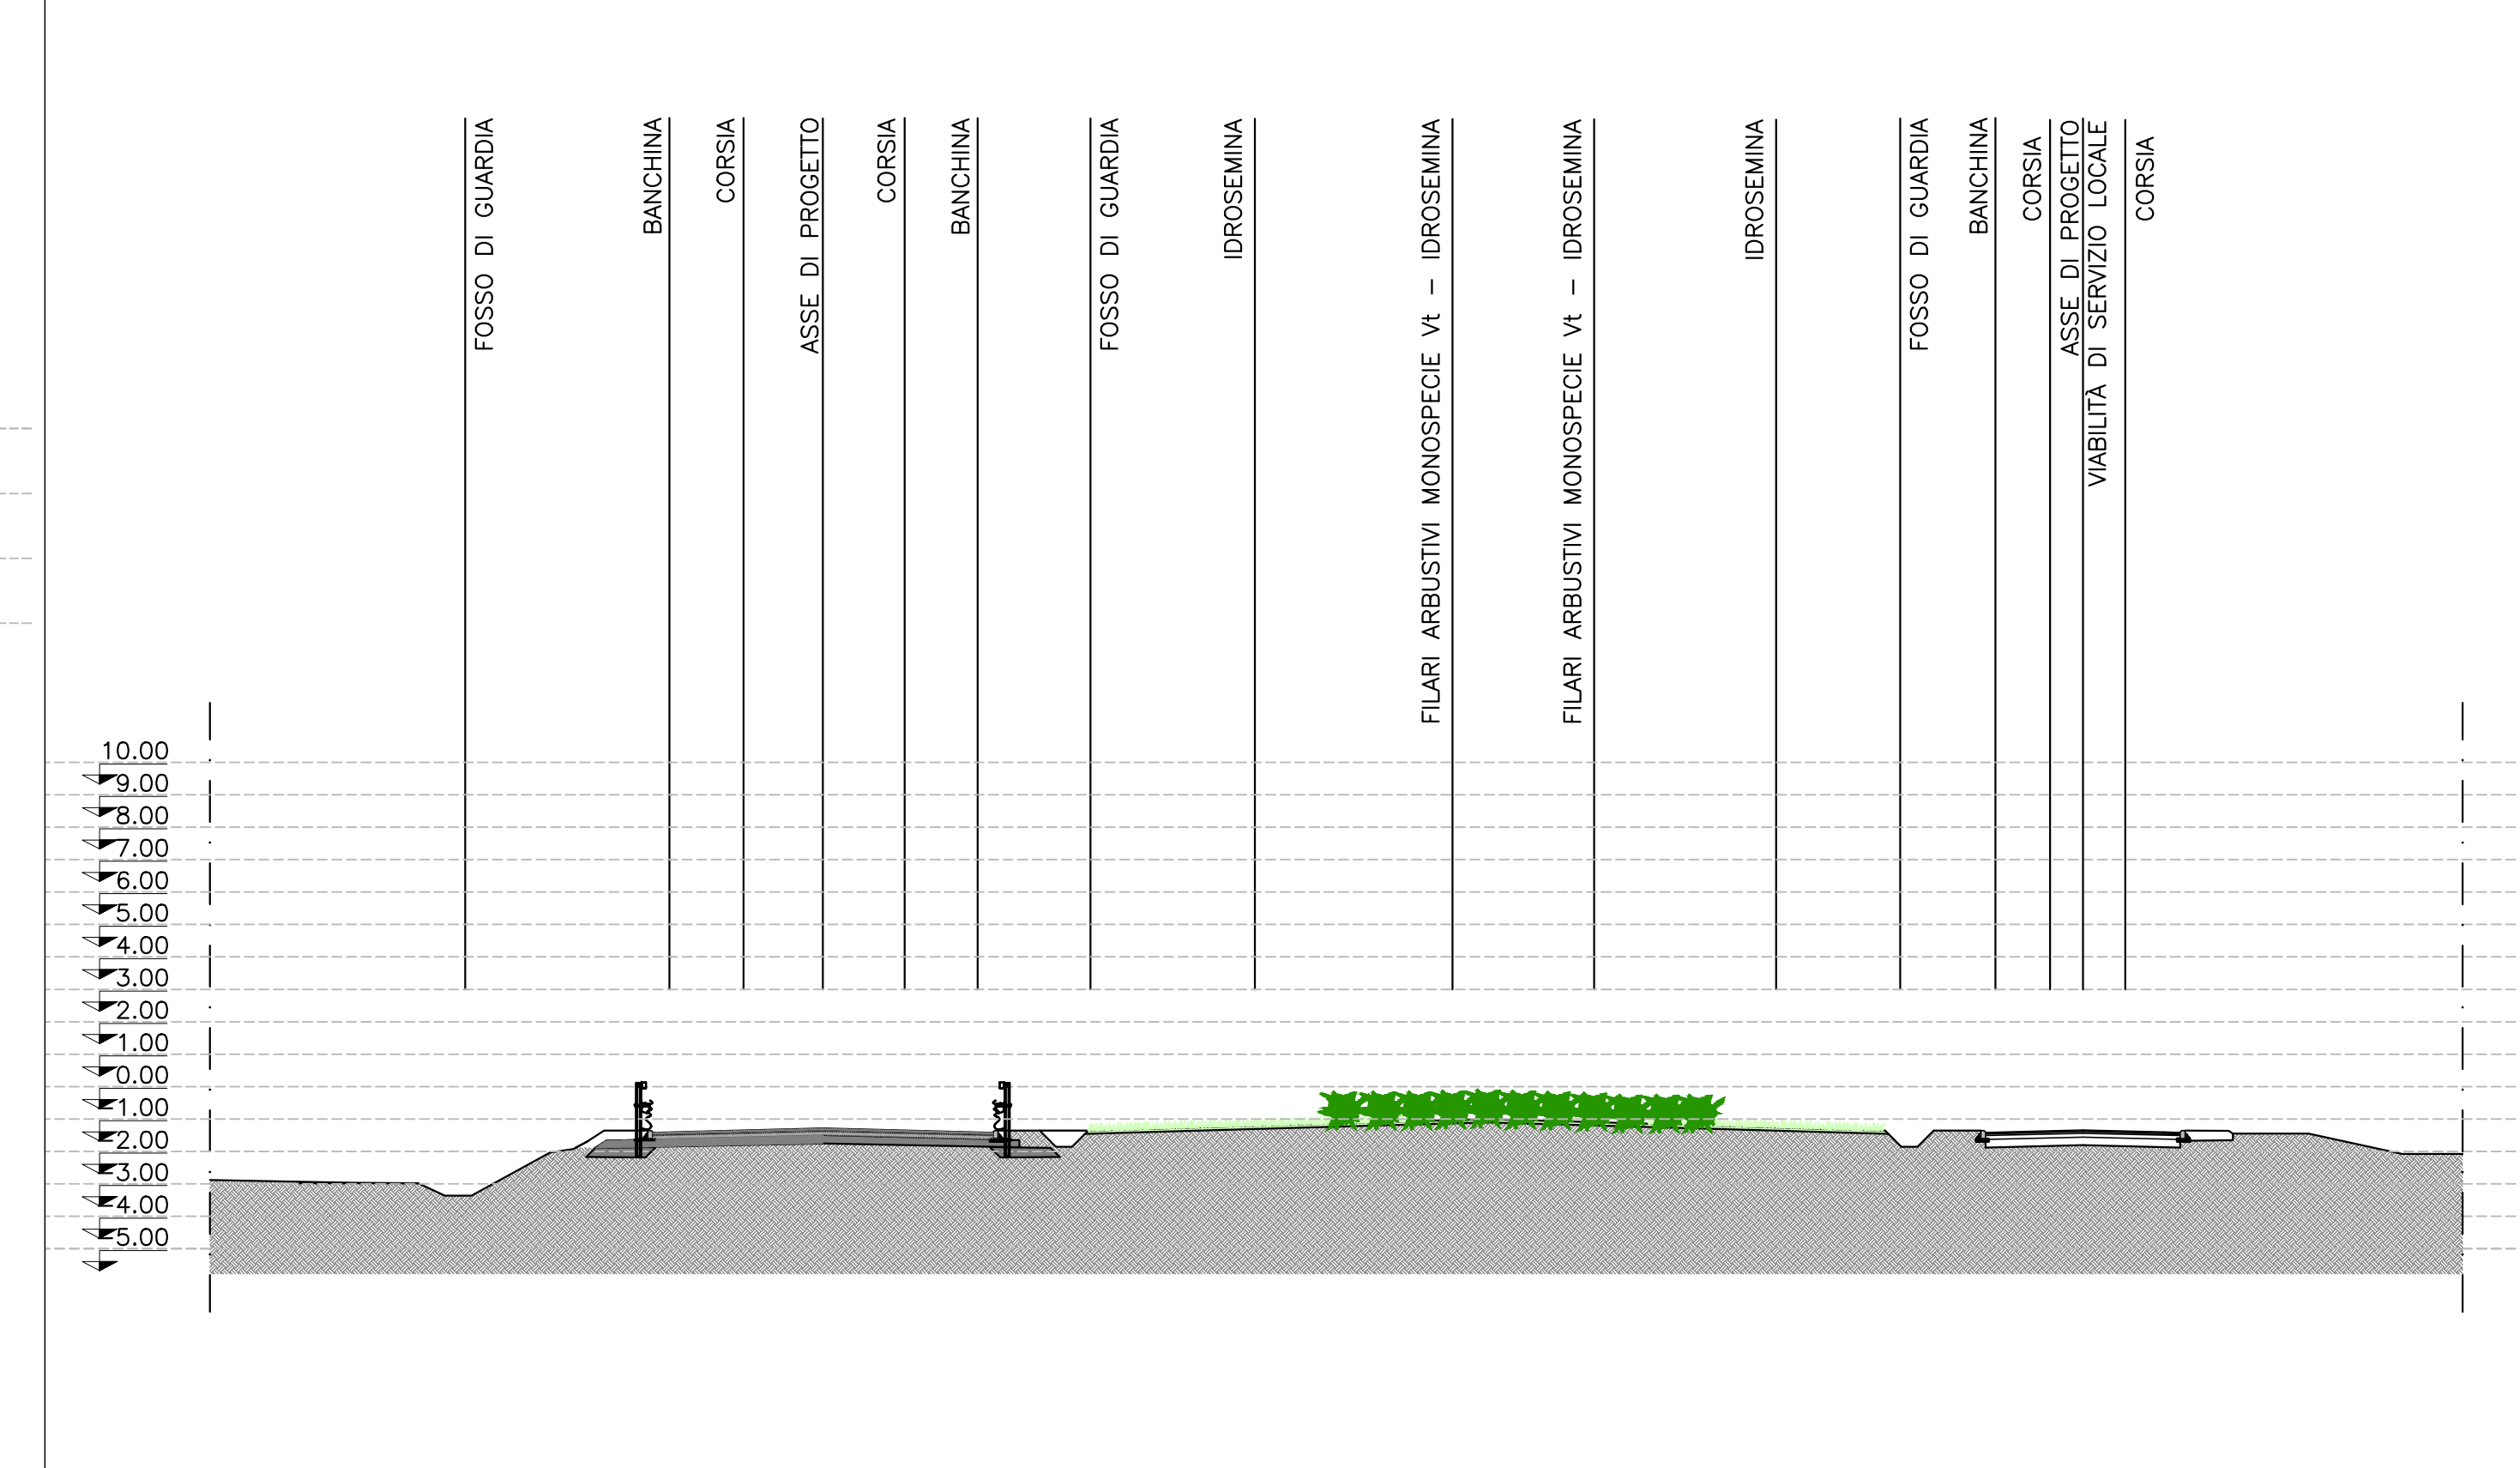 FOSSO DI GUARDIA
BANCHINA
CORSIA
ASSE DI PROGETTO
CORSIA
BANCHINA
FOSSO DI GUARDIA
IDROSEMINA
FILARI ARBUSTIVI MONOSPECIE Vt - IDROSEMINA
FILARI ARBUSTIVI MONOSPECIE Vt - IDROSEMINA
IDROSEMINA
FOSSO DI GUARDIA
BANCHINA
CORSIA
ASSE DI PROGETTO
VIABILITÀ DI SERVIZIO LOCALE
CORSIA
10.00
9.00
8.00
7.00
6.00
5.00
4.00
3.00
2.00
1.00
0.00
-1.00
-2.00
-3.00
-4.00
-5.00